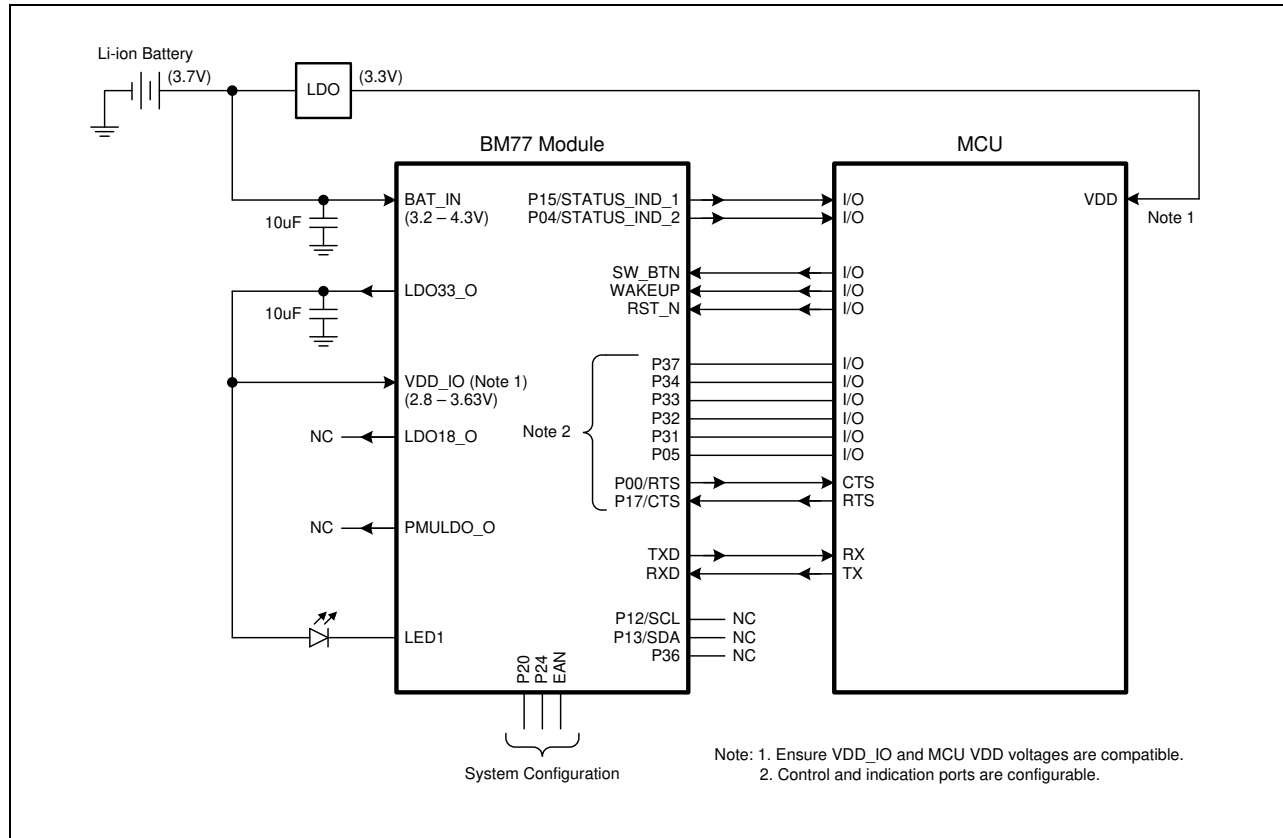 Li-ion Battery
(3.7V)
LDO
(3.3V)
BM77 Module
MCU
BAT_IN
(3.2 – 4.3V)
10uF
P15/STATUS_IND_1
P04/STATUS_IND_2
I/O
I/O
VDD
Note 1
LDO33_O
10uF
SW_BTN
WAKEUP
RST_N
I/O
I/O
I/O
VDD_IO (Note 1)
(2.8 – 3.63V)
NC
LDO18_O
Note 2
P37
P34
P33
P32
P31
P05
I/O
I/O
I/O
I/O
I/O
I/O
P00/RTS
P17/CTS
CTS
RTS
NC
PMULDO_O
TXD
RXD
RX
TX
LED1
P12/SCL
P13/SDA
P36
NC
NC
NC
P20
P24
EAN
System Configuration
Note: 1. Ensure VDD_IO and MCU VDD voltages are compatible.
2. Control and indication ports are configurable.